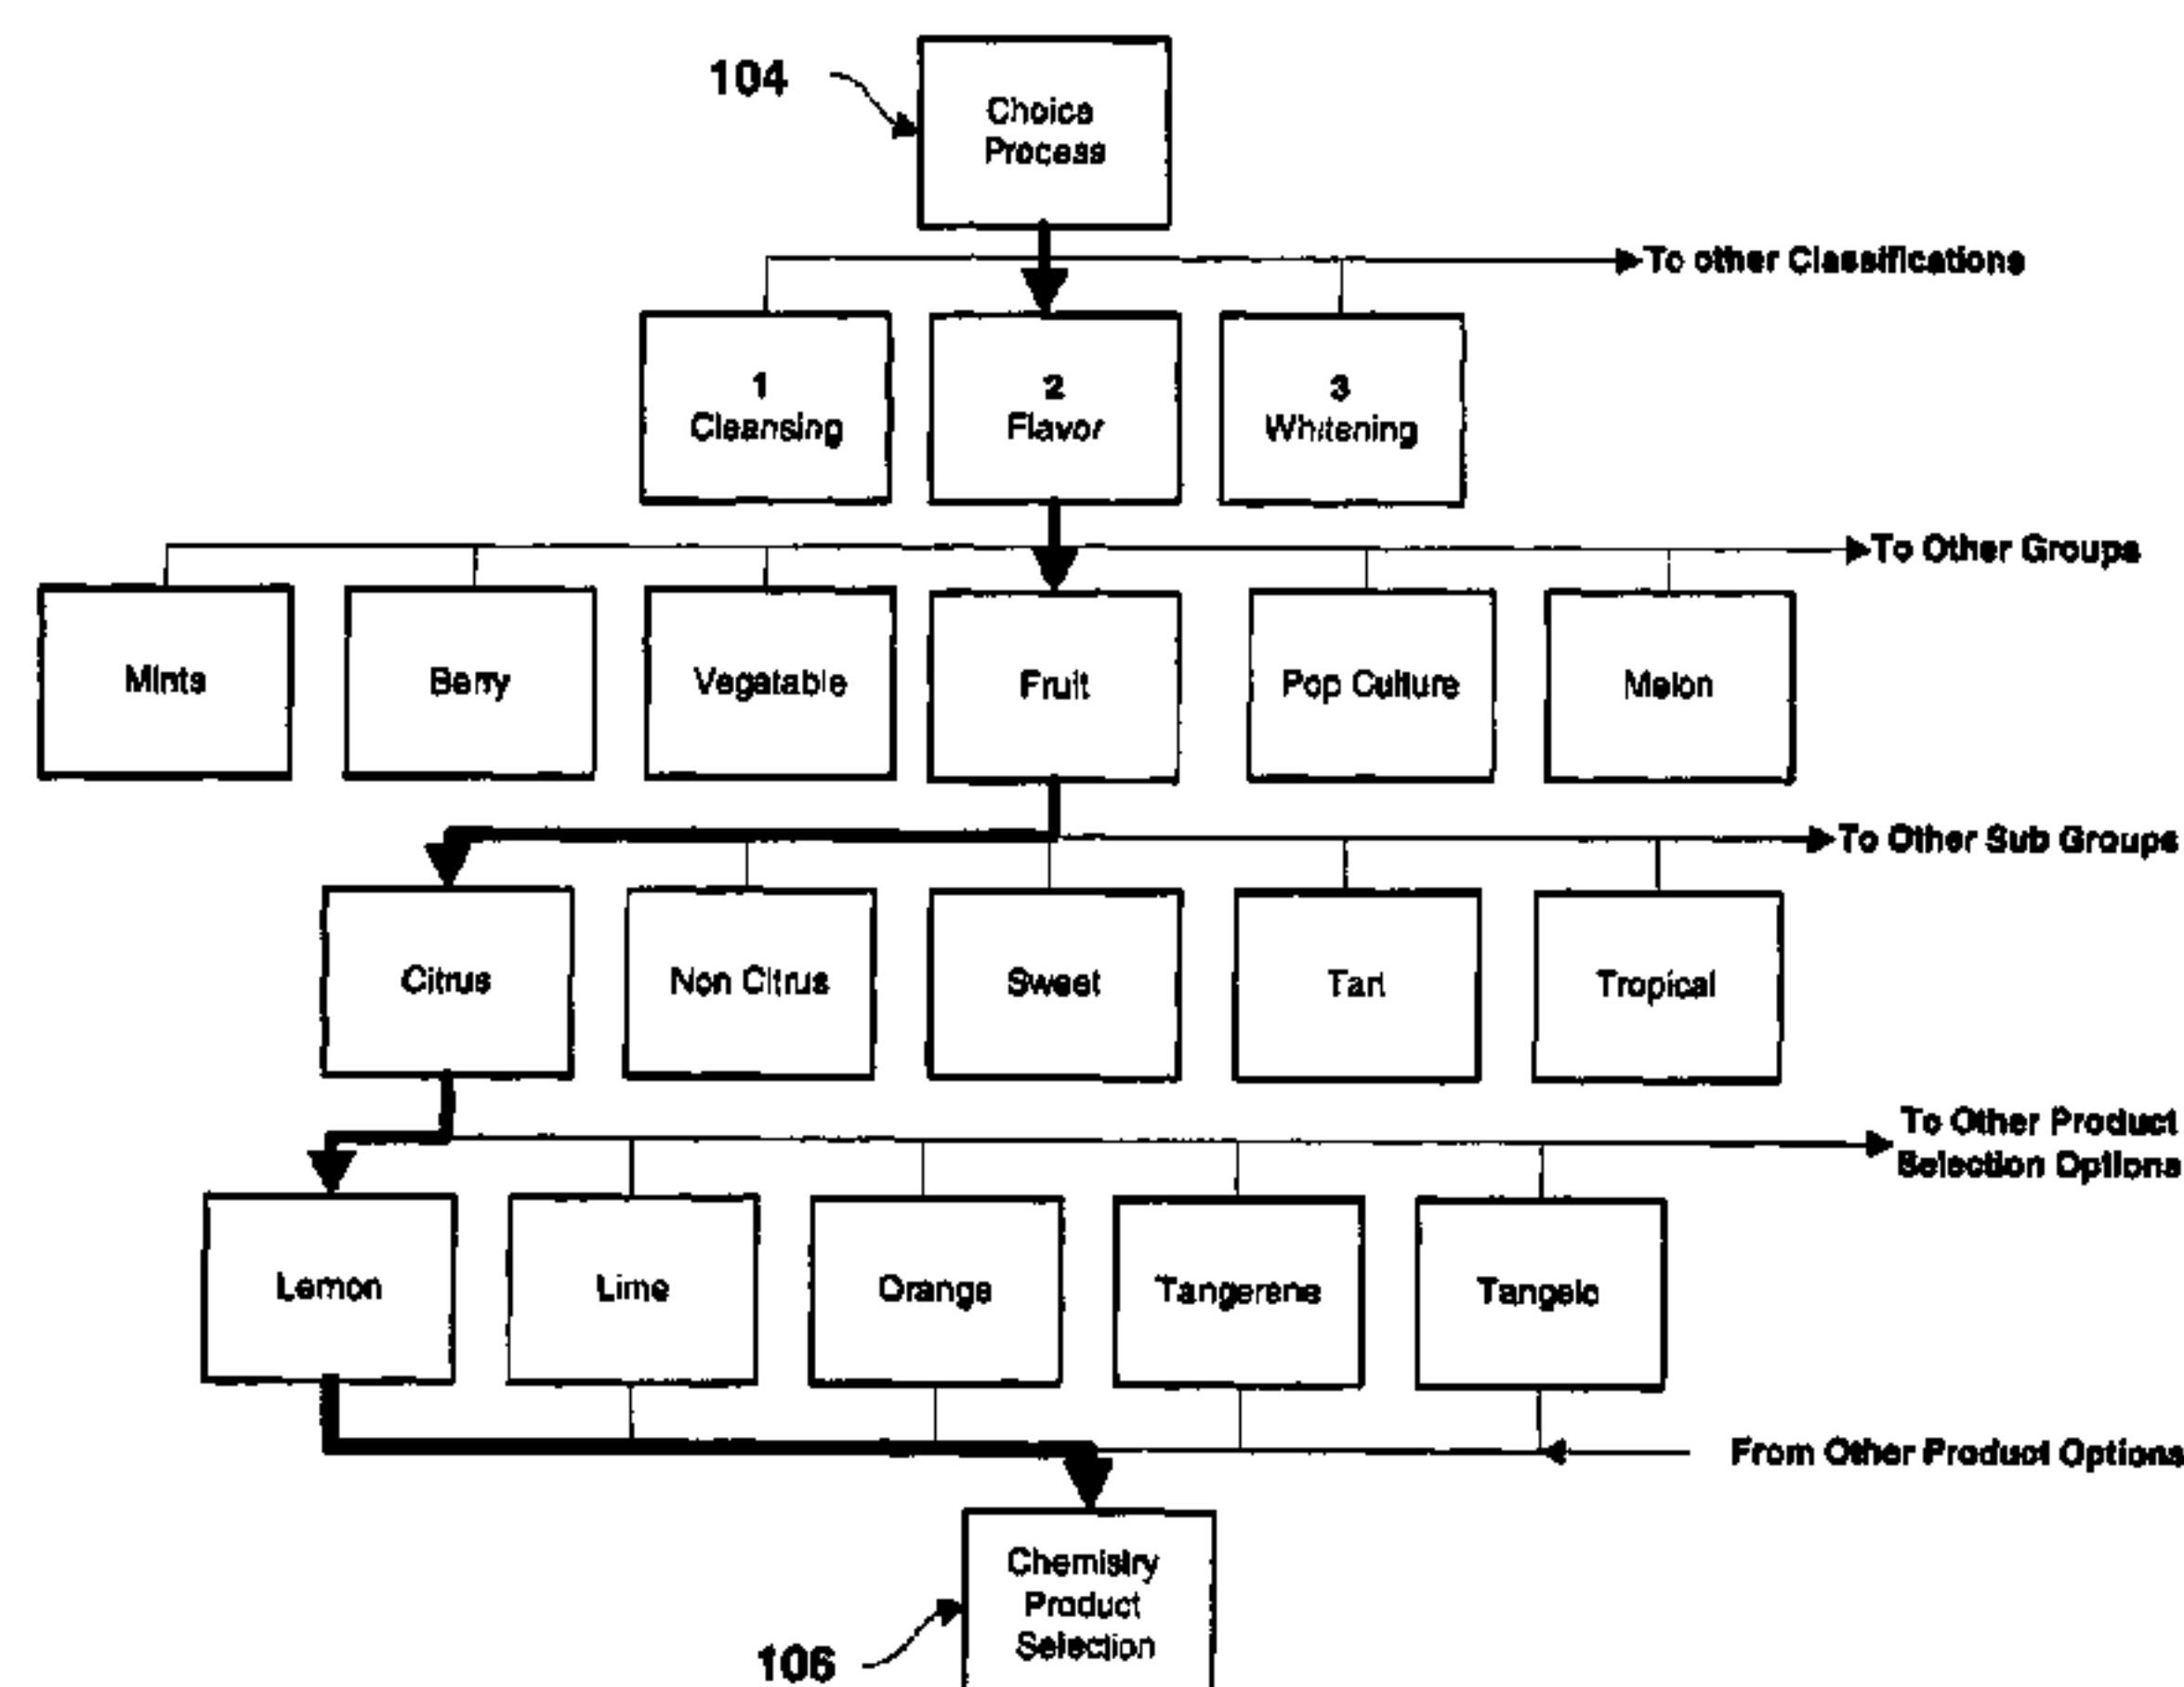 104
Choice
Process
To other Classifications
1
Cleansing
2
Flavor
3
Whitening
To Other Groups
Mints
Berry
Vegatable
Fruit
Pop Culture
Melon
To Other Sub Groups
Citrus
Non Citrus
Sweet
Tart
Tropical
To Other Product
Selection Options
Lemon
Lime
Orange
Tangerene
Tangelo
From Other Product Options
Chemistry
Product
Selection
106